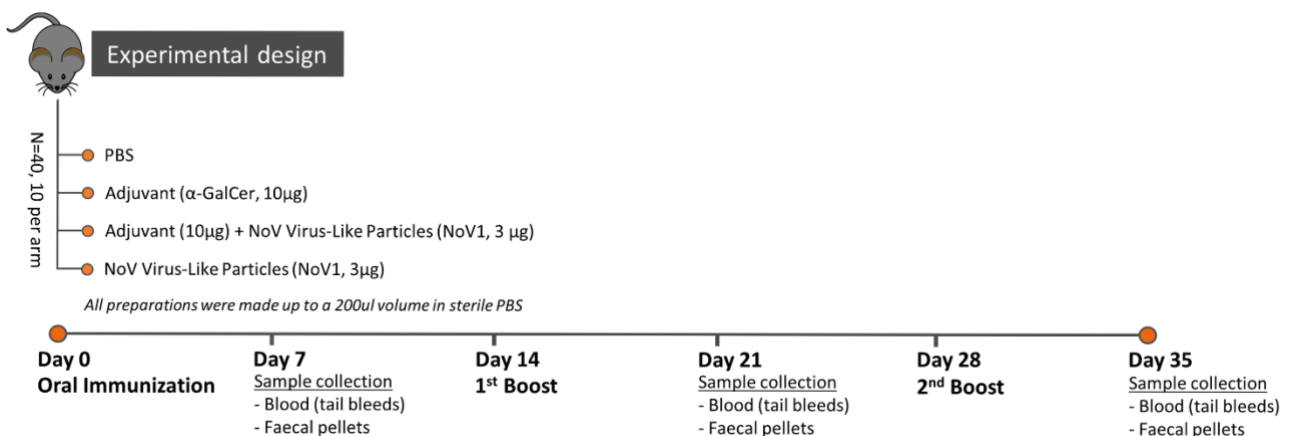 Experimental design
N=40, 10 per arm
PBS
Adjuvant (α-GalCer, 10µg)
Adjuvant (10µg) + NoV Virus-Like Particles (NoV1, 3 µg)
NoV Virus-Like Particles (NoV1, 3µg)
All preparations were made up to a 200ul volume in sterile PBS
Day 0
Oral Immunization
Day 7
Sample collection
- Blood (tail bleeds)
- Faecal pellets
Day 14
1st Boost
Day 21
Sample collection
- Blood (tail bleeds)
- Faecal pellets
Day 28
2nd Boost
Day 35
Sample collection
- Blood (tail bleeds)
- Faecal pellets